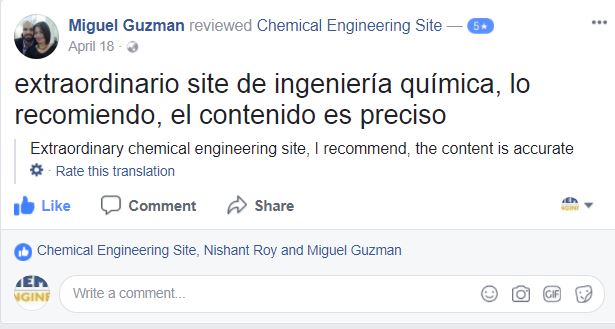 Miguel Guzman reviewed Chemical Engineering Site — 5★
April 18 ·
extraordinario site de ingeniería química, lo
recomiendo, el contenido es preciso
Extraordinary chemical engineering site, I recommend, the content is accurate
· Rate this translation
Like Comment Share
Chemical Engineering Site, Nishant Roy and Miguel Guzman
Write a comment...
GIF